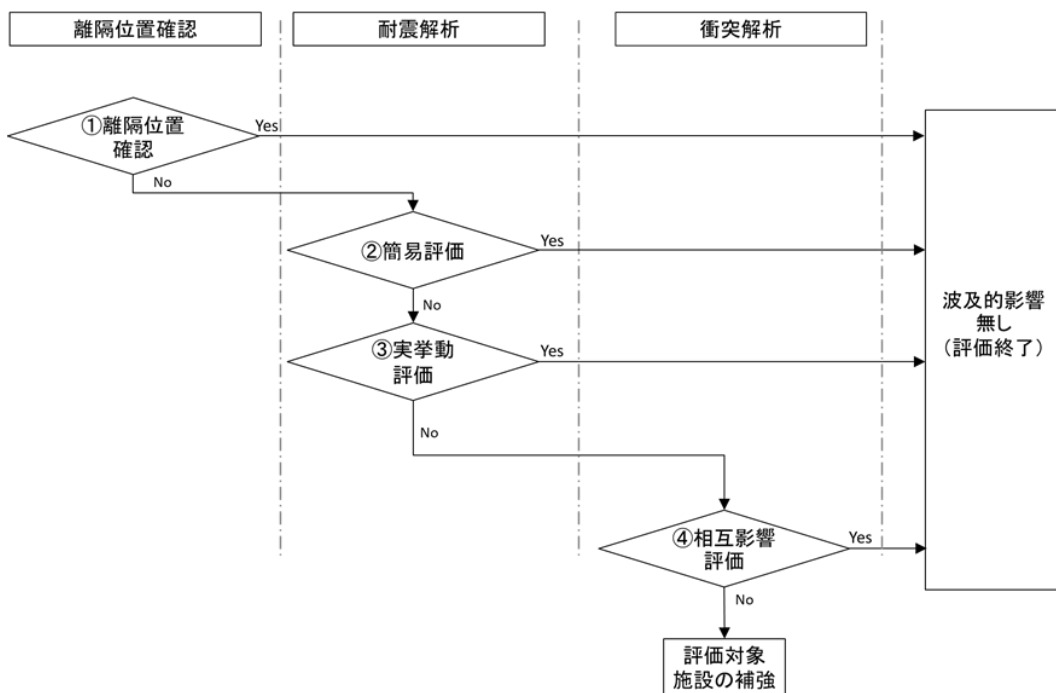 離隔位置確認
耐震解析
衝突解析
①離隔位置
確認
Yes
No
②簡易評価
Yes
No
③実挙動
評価
Yes
No
④相互影響
評価
Yes
No
評価対象
施設の補強
波及的影響
無し
（評価終了）